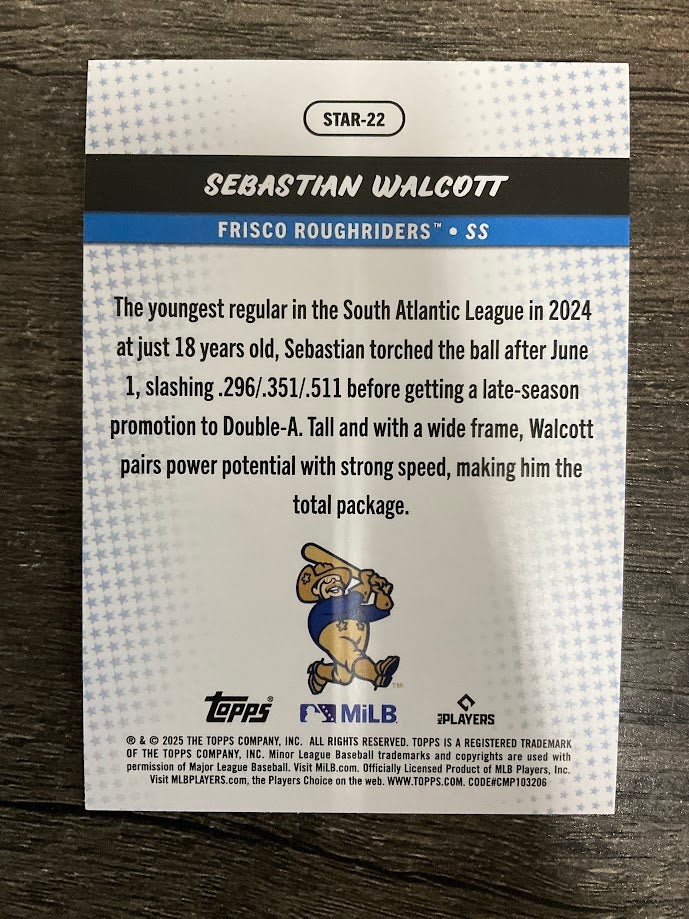 STAR-22
SEBASTIAN WALCOTT
FRISCO ROUGHRIDERS™ • SS
The youngest regular in the South Atlantic League in 2024
at just 18 years old, Sebastian torched the ball after June
1, slashing .296/.351/.511 before getting a late-season
promotion to Double-A. Tall and with a wide frame, Walcott
pairs power potential with strong speed, making him the
total package.
TM
Topps® MiLB MLB PLAYERS
® & © 2025 THE TOPPS COMPANY, INC. ALL RIGHTS RESERVED. TOPPS IS A REGISTERED TRADEMARK
OF THE TOPPS COMPANY, INC. Minor League Baseball trademarks and copyrights are used with
permission of Major League Baseball. Visit MiLB.com. Officially Licensed Product of MLB Players, Inc.
Visit MLBPLAYERS.com, the Players Choice on the web. WWW.TOPPS.COM. CODE#CMP103206